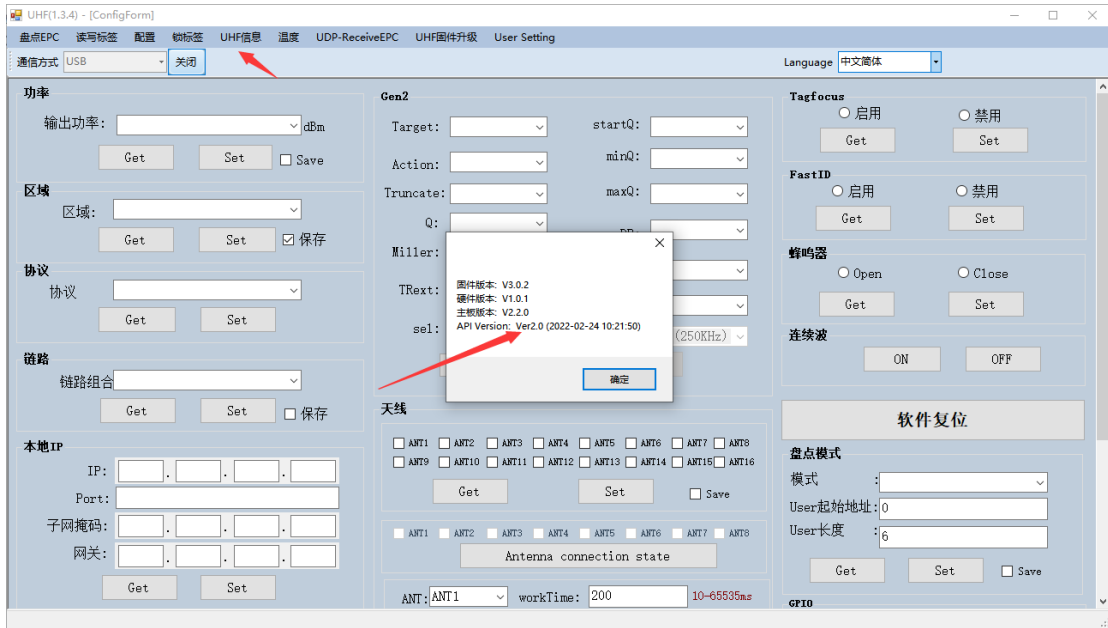 UHF(1.3.4) - [ConfigForm]
盘点EPC 读写标签 配置 锁标签 UHF信息 温度 UDP-ReceiveEPC UHF固件升级 User Setting
通信方式 USB 关闭 Language 中文简体
功率
输出功率: dBm
Get Set Save
区域
区域:
Get Set 保存
协议
协议
Get Set
链路
链路组合
Get Set 保存
本地IP
IP: . . .
Port:
子网掩码: . . .
网关: . . .
Get Set
Gen2
Target: startQ:
Action: minQ:
Truncate: maxQ:
Q:
Miller:
TRext:
sel: (250KHz)
固件版本: V3.0.2
硬件版本: V1.0.1
主板版本: V2.2.0
API Version: Ver2.0 (2022-02-24 10:21:50)
确定
天线
ANT1 ANT2 ANT3 ANT4 ANT5 ANT6 ANT7 ANT8
ANT9 ANT10 ANT11 ANT12 ANT13 ANT14 ANT15 ANT16
Get Set Save
ANT1 ANT2 ANT3 ANT4 ANT5 ANT6 ANT7 ANT8
Antenna connection state
ANT: ANT1 workTime: 200 10-65535ms
Tagfocus
启用 禁用
Get Set
FastID
启用 禁用
Get Set
蜂鸣器
Open Close
Get Set
连续波
ON OFF
软件复位
盘点模式
模式 :
User起始地址: 0
User长度 : 6
Get Set Save
GPIO